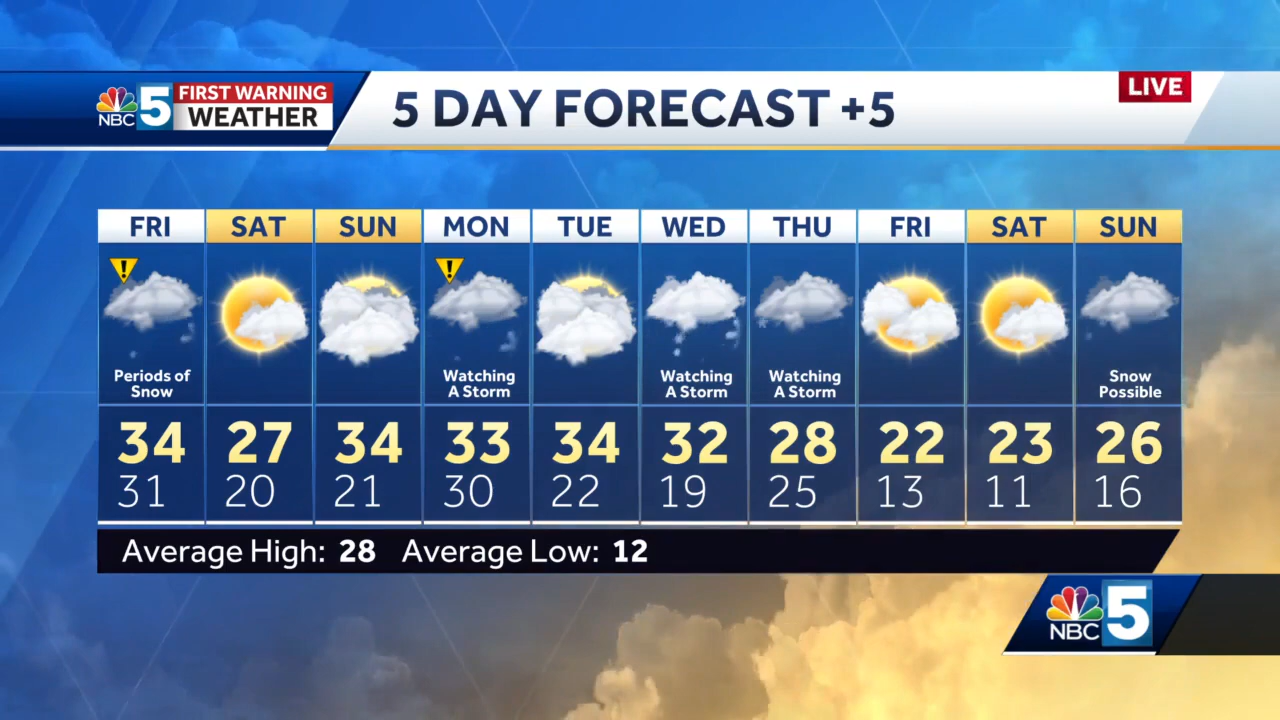 NBC 5 FIRST WARNING WEATHER
5 DAY FORECAST +5
LIVE
FRI SAT SUN MON TUE WED THU FRI SAT SUN
! !
Periods of Snow
Watching A Storm
Watching A Storm
Watching A Storm
Snow Possible
34 27 34 33 34 32 28 22 23 26
31 20 21 30 22 19 25 13 11 16
Average High: 28 Average Low: 12
NBC 5